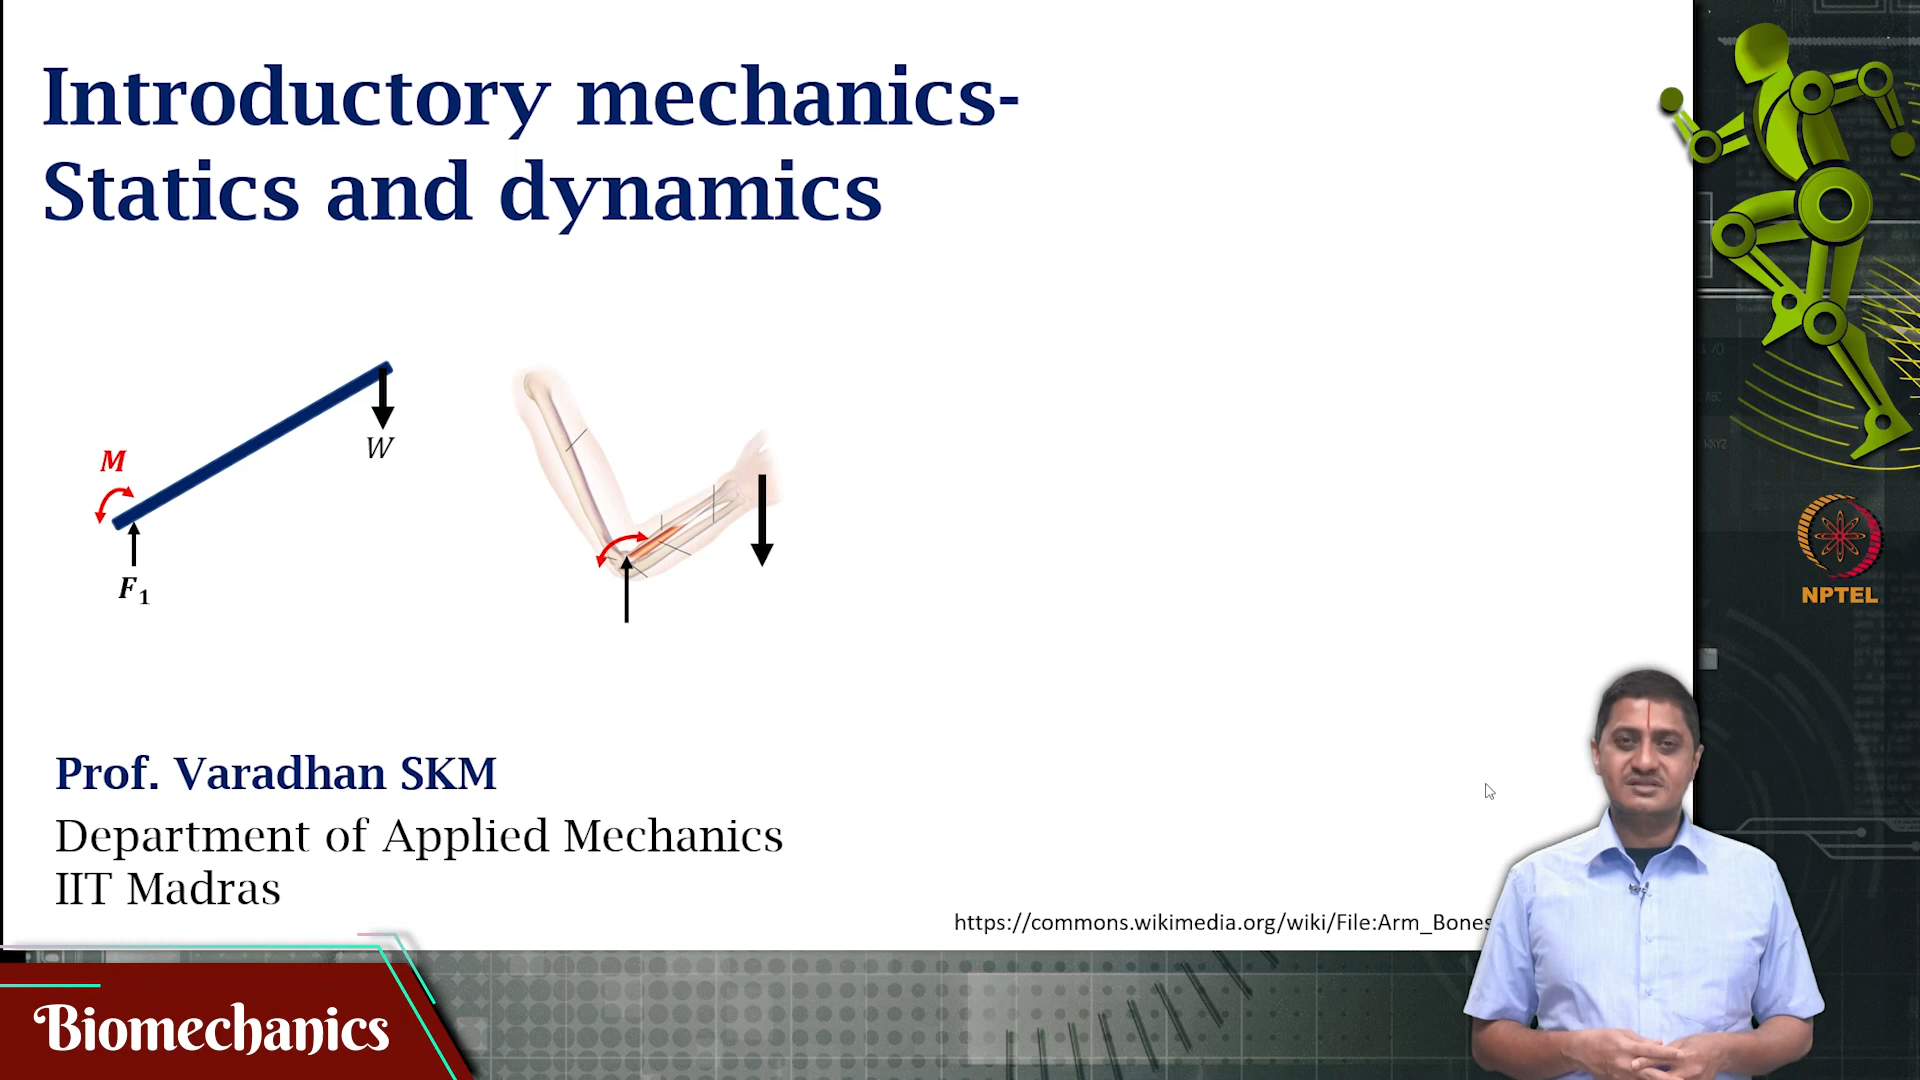 Introductory mechanics-
Statics and dynamics
M
W
F1
Prof. Varadhan SKM
Department of Applied Mechanics
IIT Madras
https://commons.wikimedia.org/wiki/File:Arm_Bones
NPTEL
Biomechanics